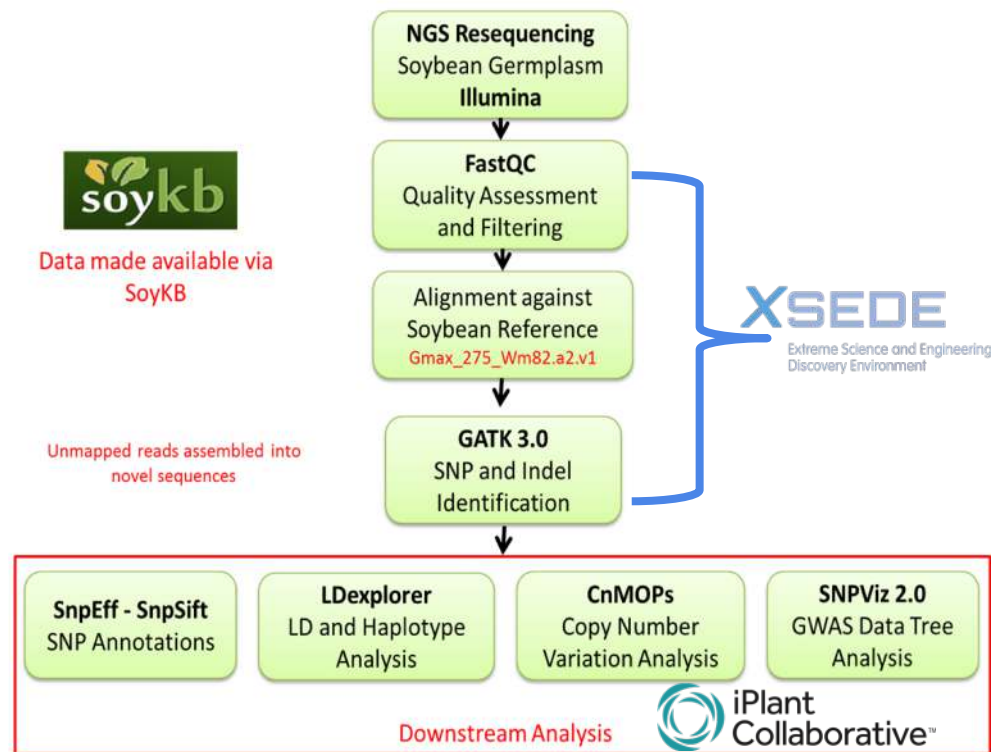 NGS Resequencing
Soybean Germplasm
Illumina
FastQC
Quality Assessment
and Filtering
soykb
Data made available via
SoyKB
Alignment against
Soybean Reference
Gmax_275_Wm82.a2.v1
XSEDE
Extreme Science and Engineering
Discovery Environment
Unmapped reads assembled into
novel sequences
GATK 3.0
SNP and Indel
Identification
SnpEff - SnpSift
SNP Annotations
LDexplorer
LD and Haplotype
Analysis
CnMOPs
Copy Number
Variation Analysis
SNPViz 2.0
GWAS Data Tree
Analysis
Downstream Analysis
iPlant
Collaborative™